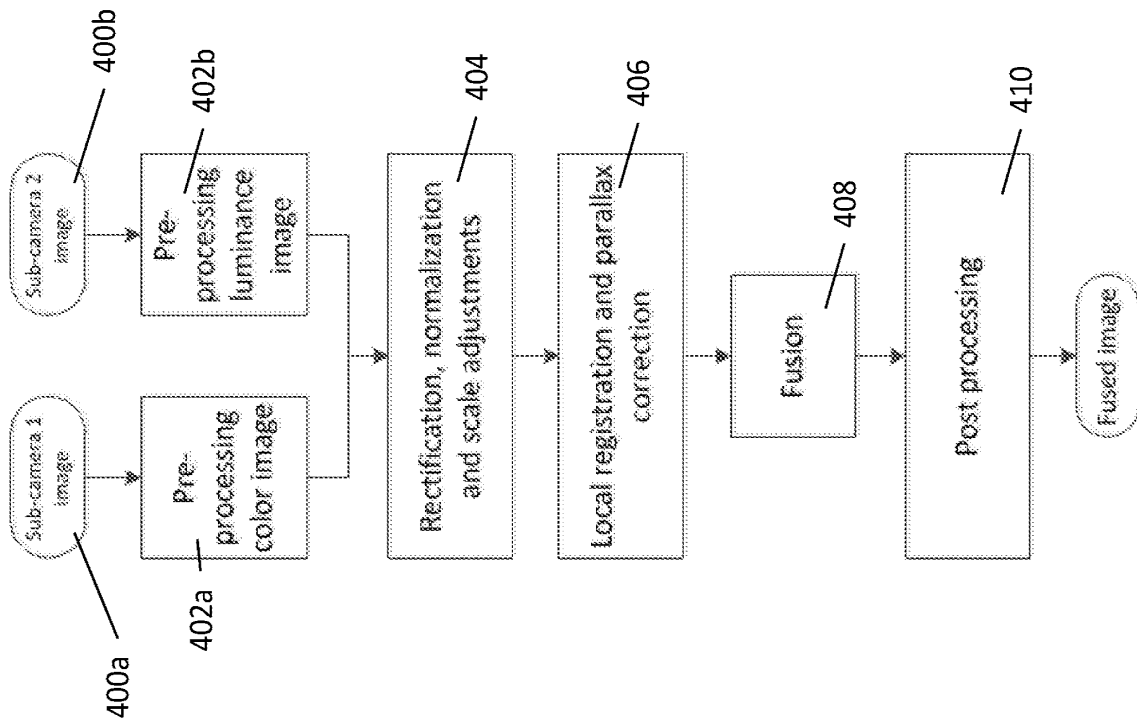 400a
Sub-camera 1
image
400b
Sub-camera 2
image
402a
Pre-
processing
color image
402b
Pre-
processing
luminance
image
404
Rectification, normalization
and scale adjustments
406
Local registration and parallax
correction
408
Fusion
410
Post processing
Fused image